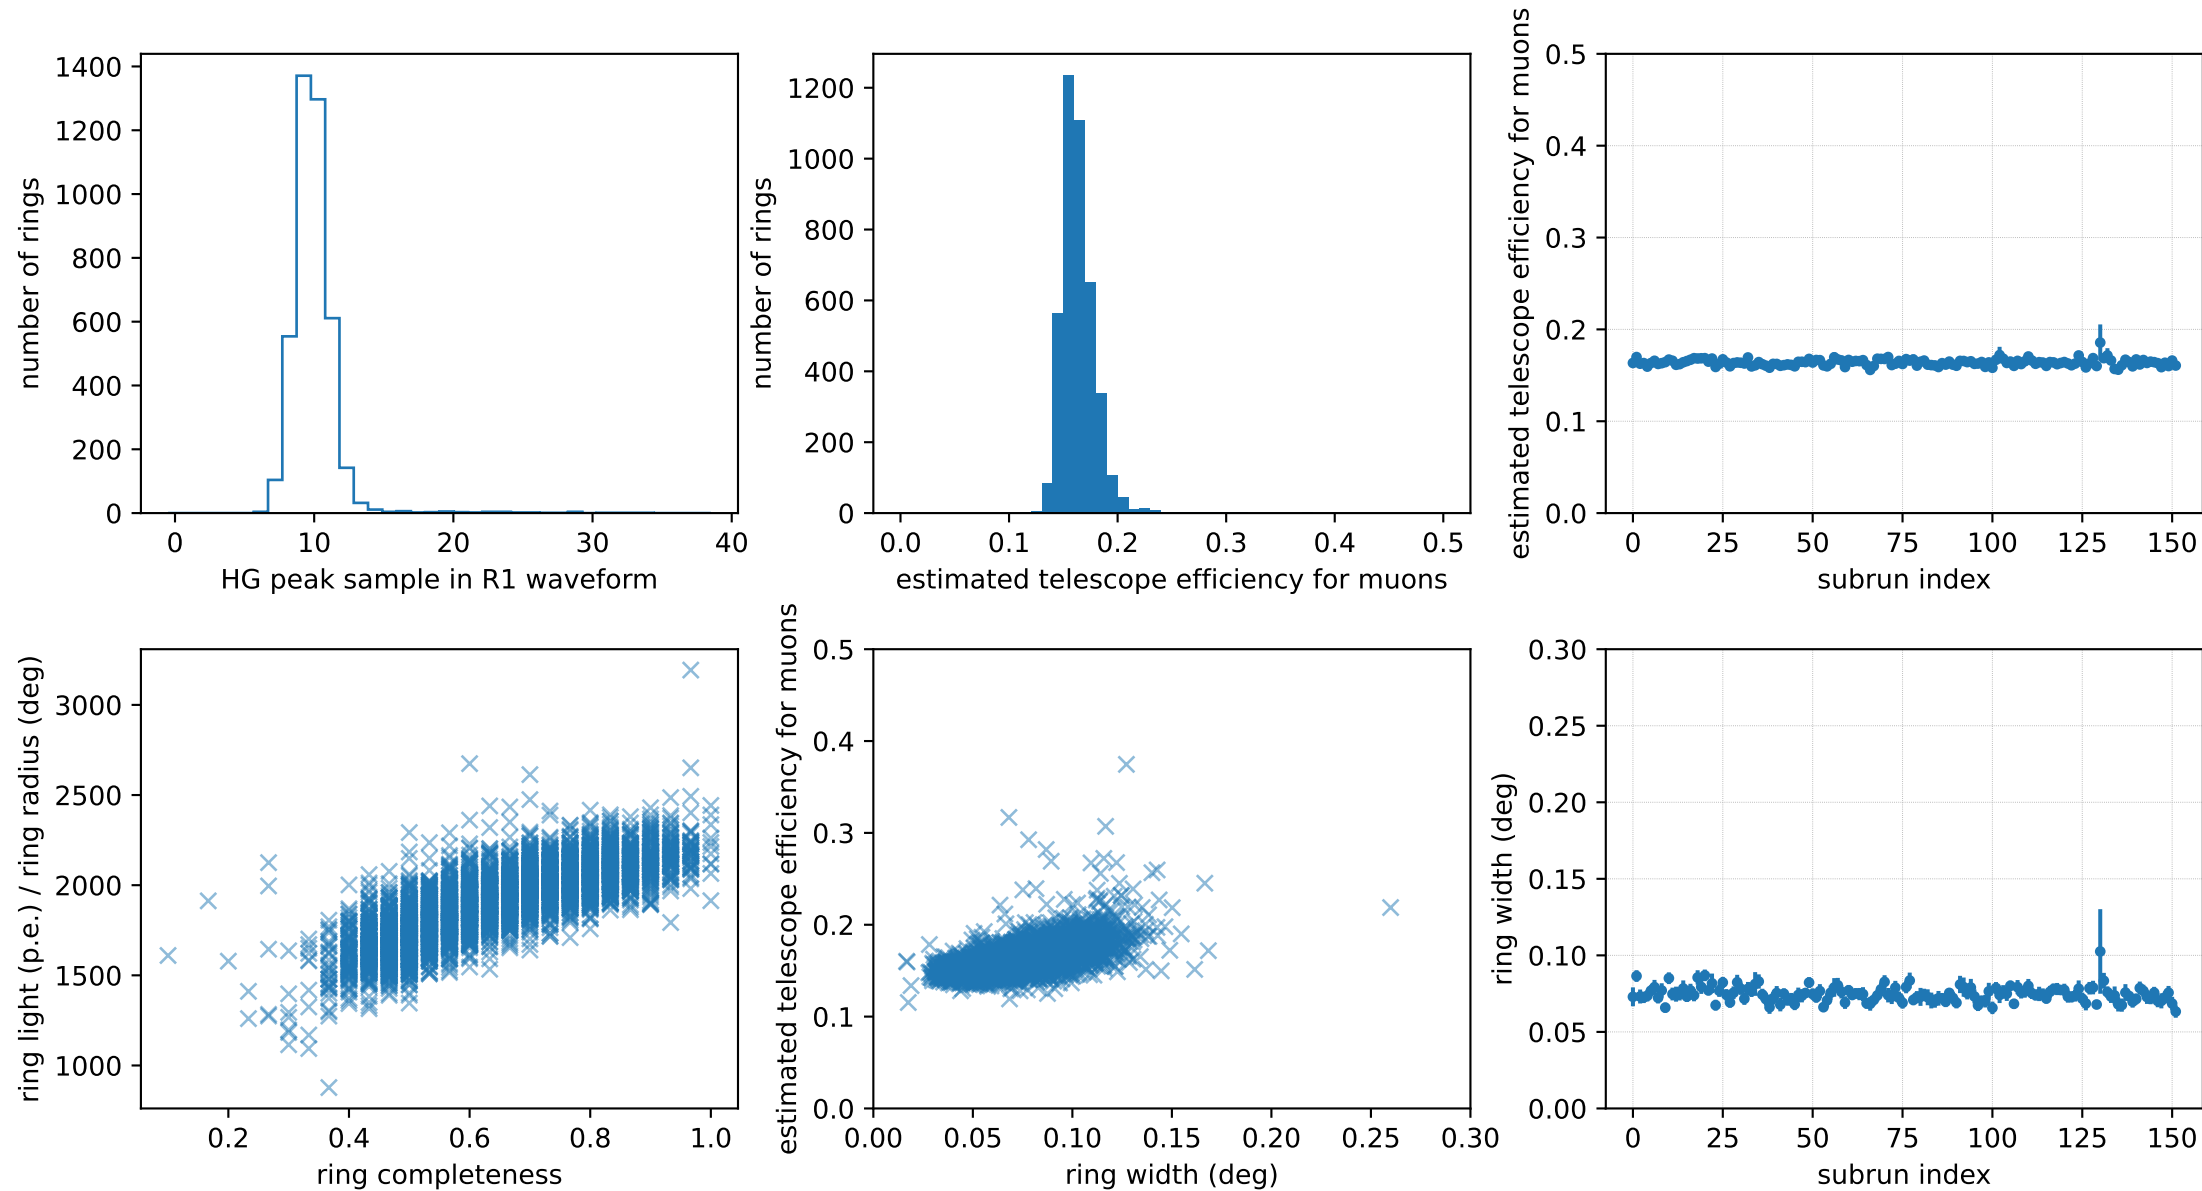 1400
1200
1000
800
600
400
200
0
number of rings
0 10 20 30 40
HG peak sample in R1 waveform
1200
1000
800
600
400
200
0
number of rings
0.0 0.1 0.2 0.3 0.4 0.5
estimated telescope efficiency for muons
0.5
0.4
0.3
0.2
0.1
0.0
estimated telescope efficiency for muons
0 25 50 75 100 125 150
subrun index
3000
2500
2000
1500
1000
ring light (p.e.) / ring radius (deg)
0.2 0.4 0.6 0.8 1.0
ring completeness
0.5
0.4
0.3
0.2
0.1
0.0
estimated telescope efficiency for muons
0.00 0.05 0.10 0.15 0.20 0.25 0.30
ring width (deg)
0.30
0.25
0.20
0.15
0.10
0.05
0.00
ring width (deg)
0 25 50 75 100 125 150
subrun index